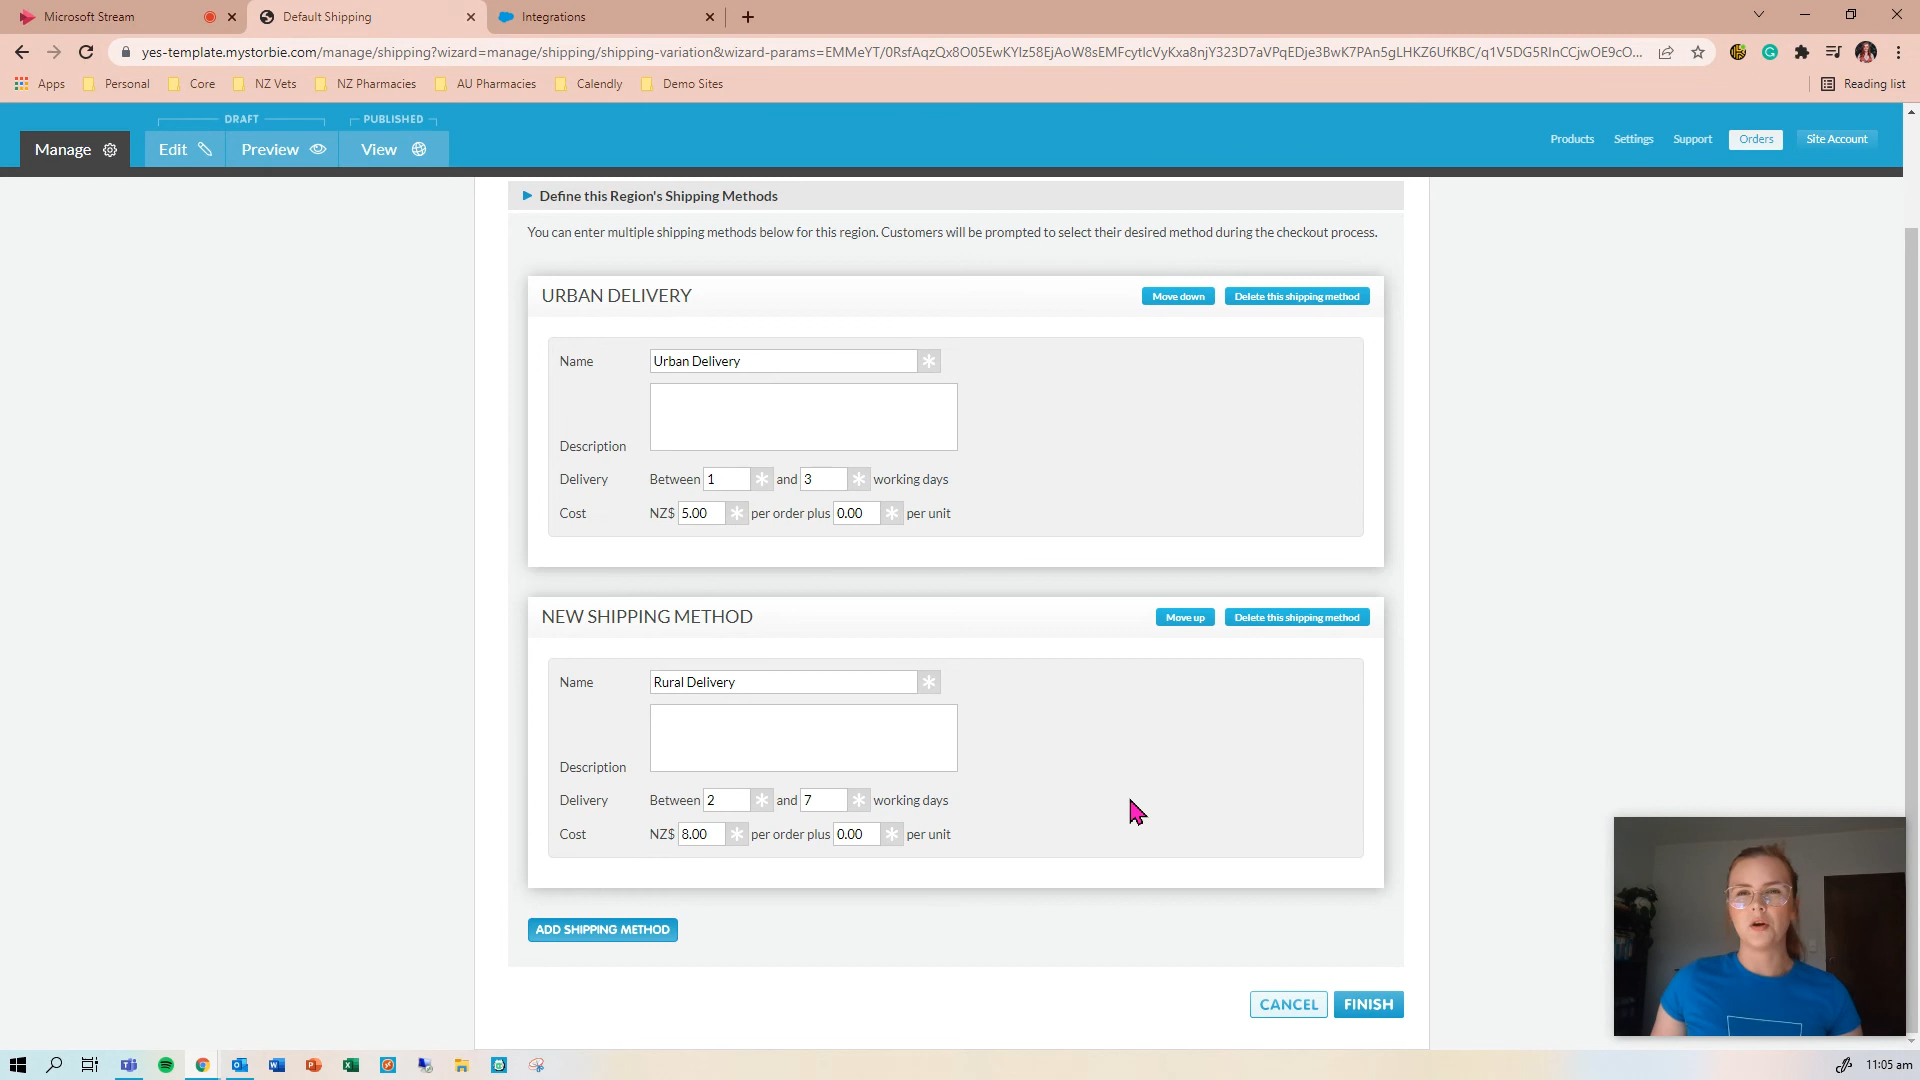 Microsoft Stream
Default Shipping
Integrations
yes-template.mystorbie.com/manage/shipping?wizard=manage/shipping/shipping-variation&wizard-params=EMMeYT/0RsfAqzQx8O05EwKYIz58EjAoW8sEMFcytIcVyKxa8njY323D7aVPqEDje3BwK7PAn5gLHKZ6UfKBC/q1V5DG5RInCCjwOE9cO...
Apps
Personal
Core
NZ Vets
NZ Pharmacies
AU Pharmacies
Calendly
Demo Sites
Reading list
DRAFT
PUBLISHED
Manage
Edit
Preview
View
Products
Settings
Support
Orders
Site Account
Define this Region's Shipping Methods
You can enter multiple shipping methods below for this region. Customers will be prompted to select their desired method during the checkout process.
URBAN DELIVERY
Move down
Delete this shipping method
Name
Urban Delivery
Description
Delivery
Between 1 and 3 working days
Cost
NZ$ 5.00 per order plus 0.00 per unit
NEW SHIPPING METHOD
Move up
Delete this shipping method
Name
Rural Delivery
Description
Delivery
Between 2 and 7 working days
Cost
NZ$ 8.00 per order plus 0.00 per unit
ADD SHIPPING METHOD
CANCEL
FINISH
11:05 am